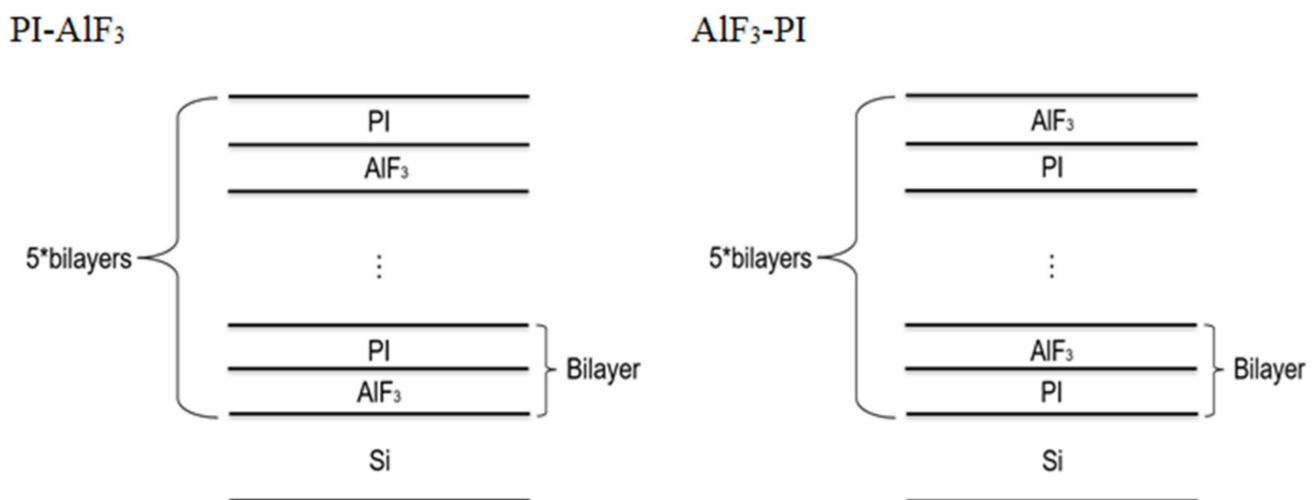 PI-AlF₃
PI
AlF₃
5*bilayers
⋮
PI
AlF₃
Bilayer
Si
AlF₃-PI
AlF₃
PI
5*bilayers
⋮
AlF₃
PI
Bilayer
Si